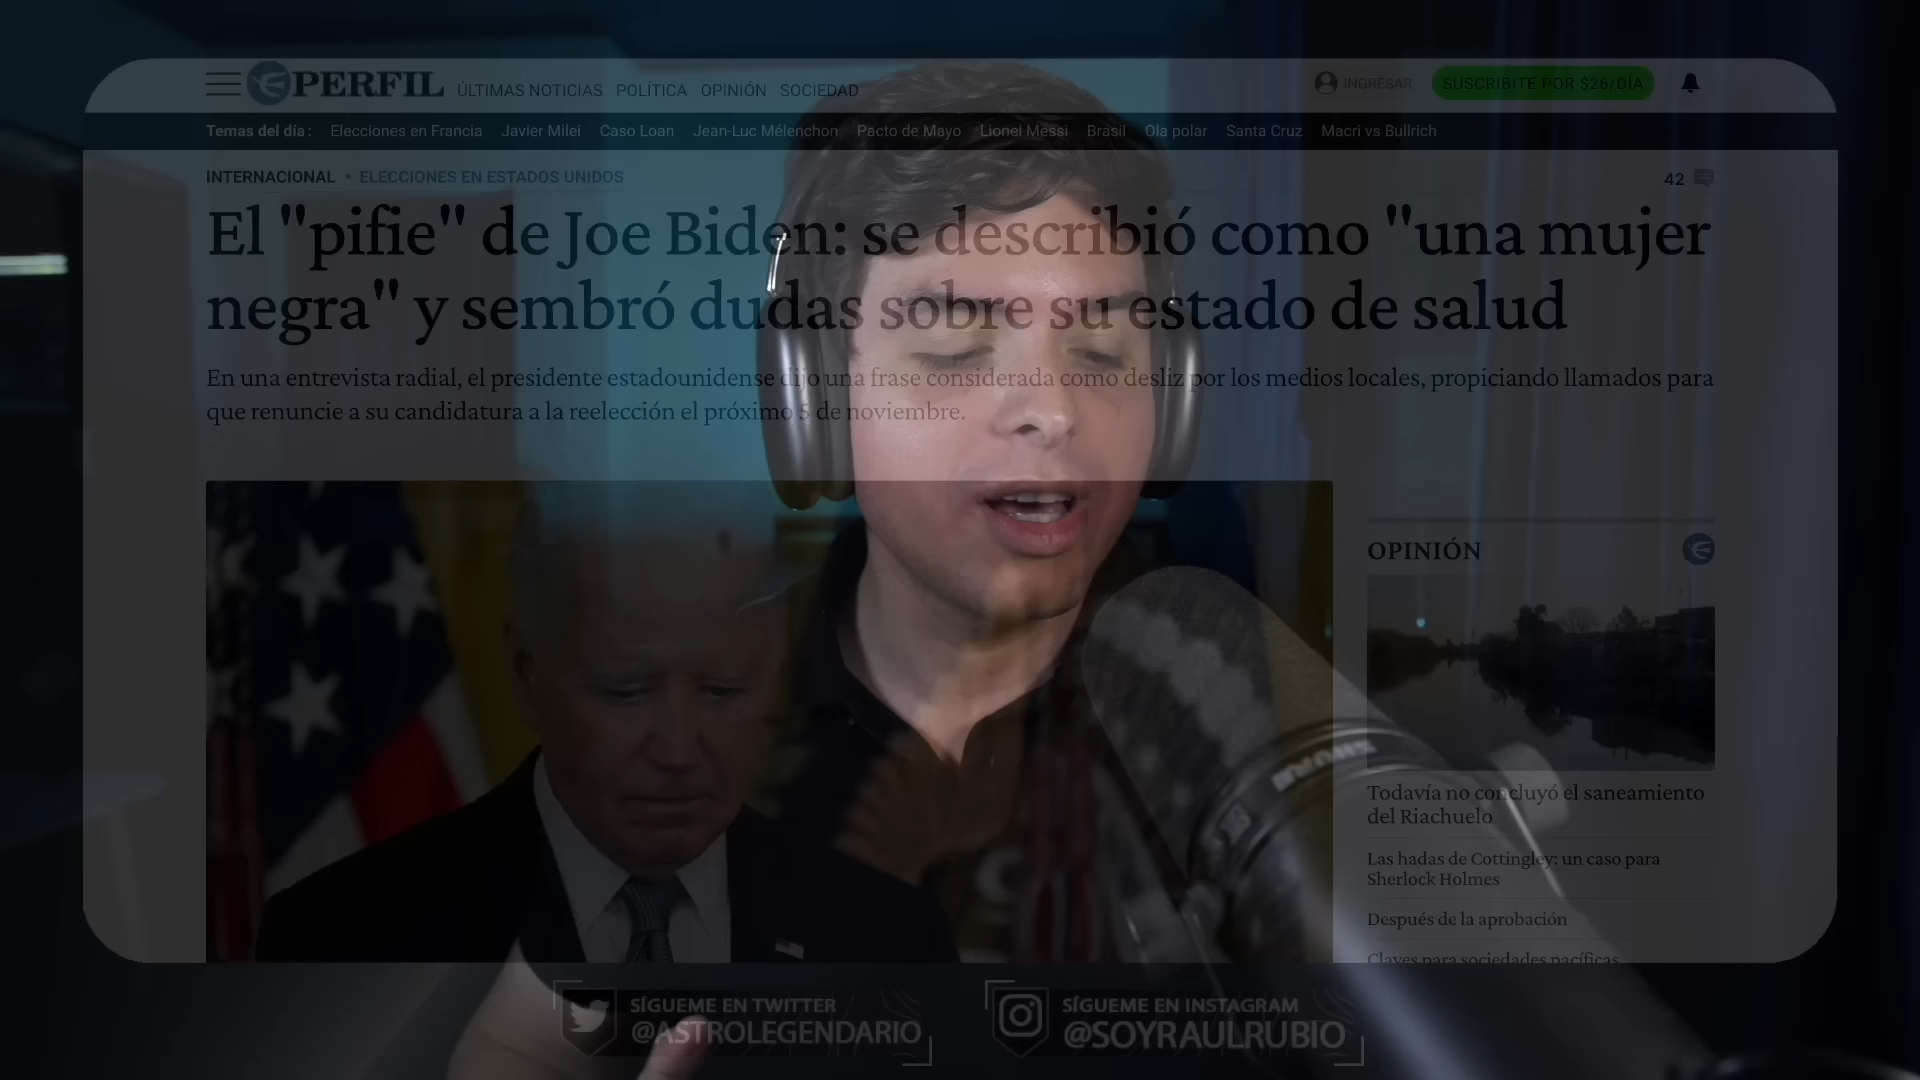 PERFIL ÚLTIMAS NOTICIAS POLÍTICA OPINIÓN SOCIEDAD INGRESAR SUSCRIBITE POR $26/DÍA
Temas del día: Elecciones en Francia Javier Milei Caso Loan Jean-Luc Mélenchon Pacto de Mayo Lionel Messi Brasil Ola polar Santa Cruz Macri vs Bullrich
INTERNACIONAL • ELECCIONES EN ESTADOS UNIDOS 42
El "pifie" de Joe Biden: se describió como "una mujer
negra" y sembró dudas sobre su estado de salud
En una entrevista radial, el presidente estadounidense dijo una frase considerada como desliz por los medios locales, propiciando llamados para
que renuncie a su candidatura a la reelección el próximo 5 de noviembre.
OPINIÓN
SHURE
Todavía no concluyó el saneamiento
del Riachuelo
Las hadas de Cottingley: un caso para
Sherlock Holmes
Después de la aprobación
Claves para sociedades pacíficas
SÍGUEME EN TWITTER
@ASTROLEGENDARIO
SÍGUEME EN INSTAGRAM
@SOYRAULRUBIO